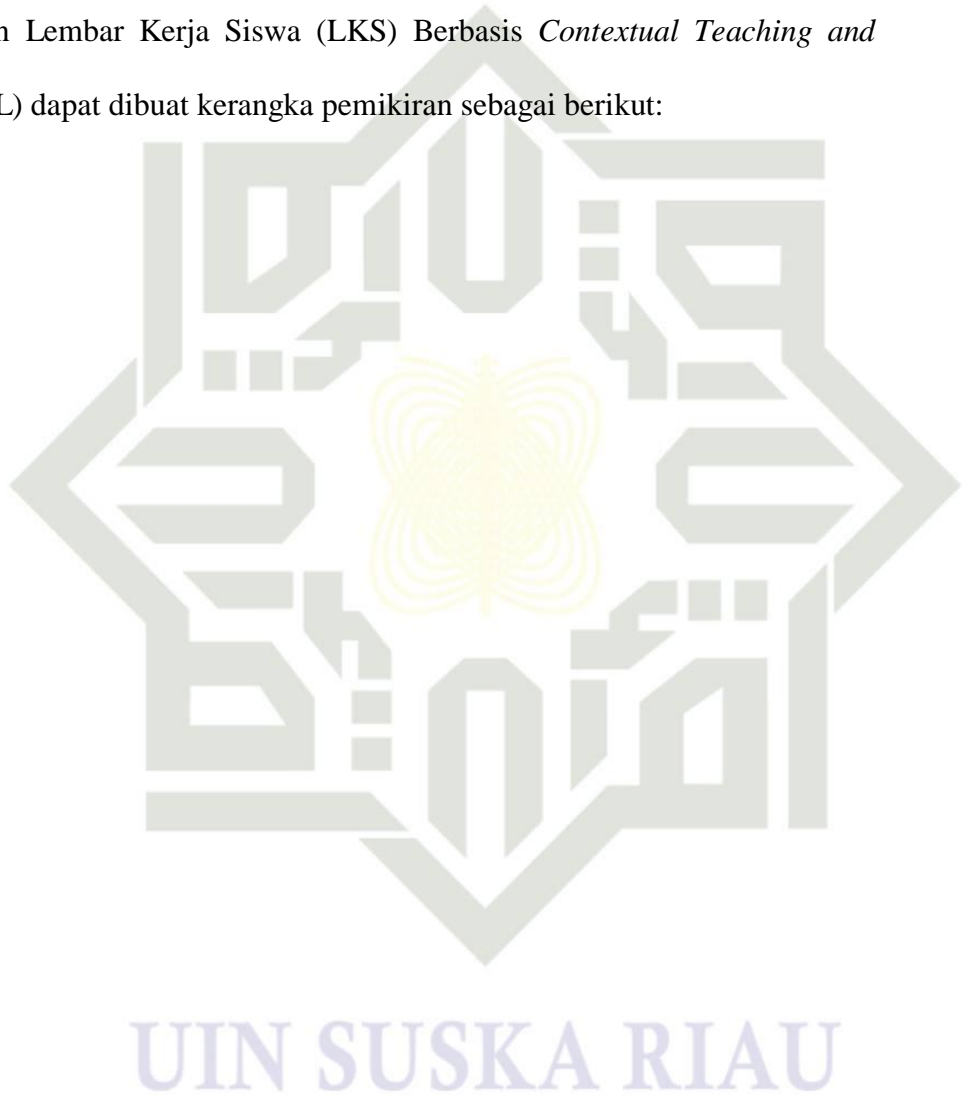 Lembar Kerja Siswa (LKS) Berbasis Contextual Teaching and
L) dapat dibuat kerangka pemikiran sebagai berikut:
UIN SUSKA RIAU